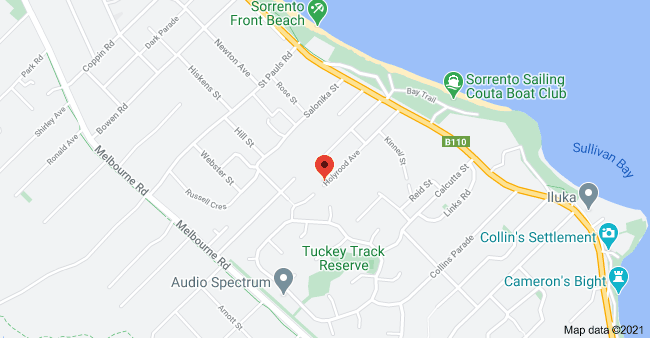 Sorrento
Front Beach
Dark Parade
Coppin Rd
Newton Ave
Park Rd
St Pauls Rd
Hiskens St
Rose St
Salonika St
Sorrento Sailing
Couta Boat Club
Bay Trail
Bowen Rd
Shirley Ave
Ronald Ave
Hill St
B110
Kinneir St
Sullivan Bay
Melbourne Rd
Webster St
Holyrood Ave
Calcutta St
Reid St
Links Rd
Iluka
Russell Cres
Melbourne Rd
Collin's Settlement
Collins Parade
Tuckey Track
Reserve
Cameron's Bight
Audio Spectrum
Arnott St
Map data ©2021